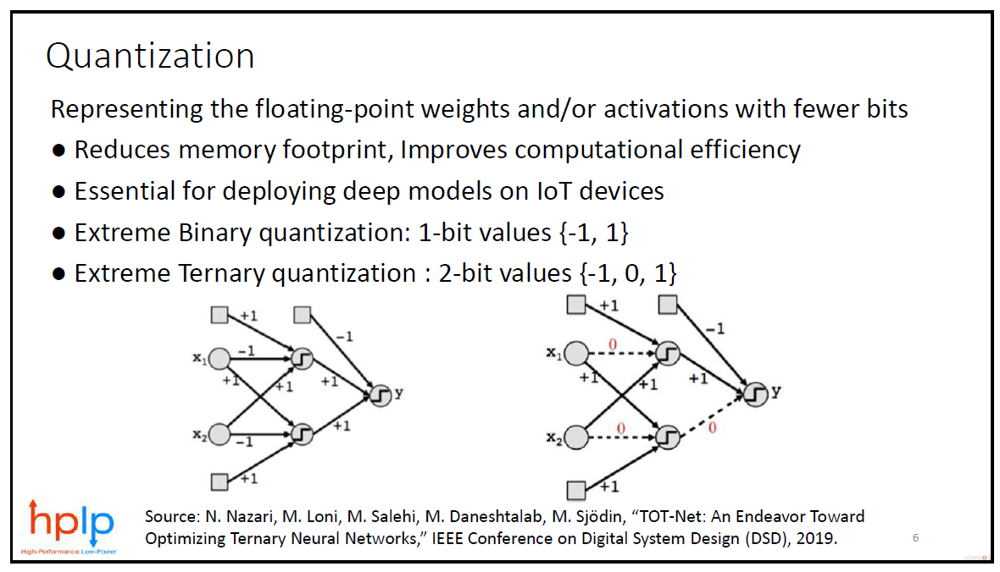 Quantization
Representing the floating-point weights and/or activations with fewer bits
● Reduces memory footprint, Improves computational efficiency
● Essential for deploying deep models on IoT devices
● Extreme Binary quantization: 1-bit values {-1, 1}
● Extreme Ternary quantization : 2-bit values {-1, 0, 1}
+1
−1
x1
−1
+1
+1
+1
y
x2
−1
+1
+1
+1
−1
x1
0
+1
+1
+1
y
x2
0
0
+1
hplp
High-Performance Low-Power
Source: N. Nazari, M. Loni, M. Salehi, M. Daneshtalab, M. Sjödin, “TOT-Net: An Endeavor Toward
Optimizing Ternary Neural Networks,” IEEE Conference on Digital System Design (DSD), 2019.
6